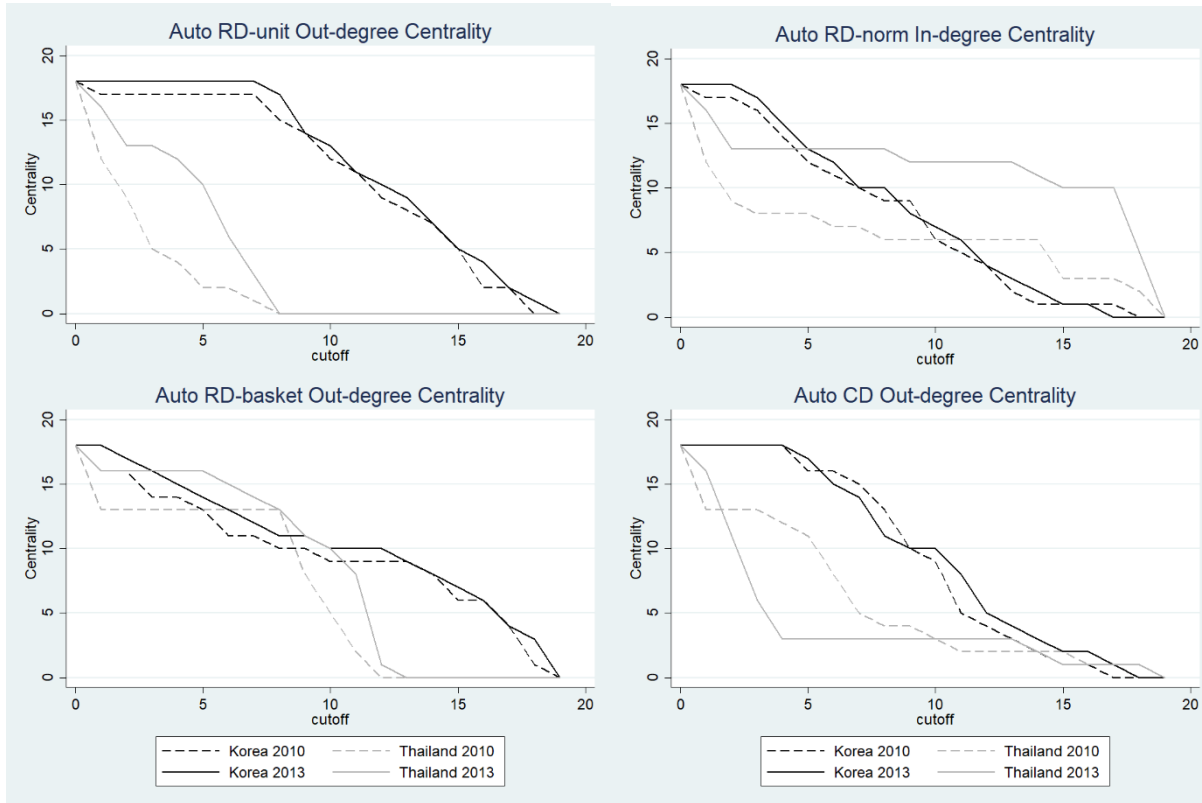 Auto RD-unit Out-degree Centrality
Centrality
20
15
10
5
0
0 5 10 15 20
cutoff
Auto RD-norm In-degree Centrality
Centrality
20
15
10
5
0
0 5 10 15 20
cutoff
Auto RD-basket Out-degree Centrality
Centrality
20
15
10
5
0
0 5 10 15 20
cutoff
Korea 2010 Thailand 2010
Korea 2013 Thailand 2013
Auto CD Out-degree Centrality
Centrality
20
15
10
5
0
0 5 10 15 20
cutoff
Korea 2010 Thailand 2010
Korea 2013 Thailand 2013